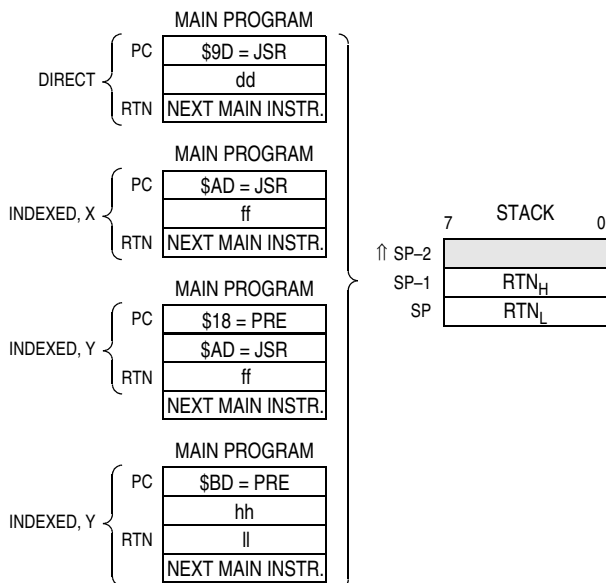 MAIN PROGRAM
PC $9D = JSR
DIRECT dd
RTN NEXT MAIN INSTR.
MAIN PROGRAM
PC $AD = JSR
INDEXED, X ff
RTN NEXT MAIN INSTR.
MAIN PROGRAM
PC $18 = PRE
INDEXED, Y $AD = JSR
RTN ff
NEXT MAIN INSTR.
MAIN PROGRAM
PC $BD = PRE
INDEXED, Y hh
RTN ll
NEXT MAIN INSTR.
7 STACK 0
⇑ SP–2
SP–1 RTNH
SP RTNL